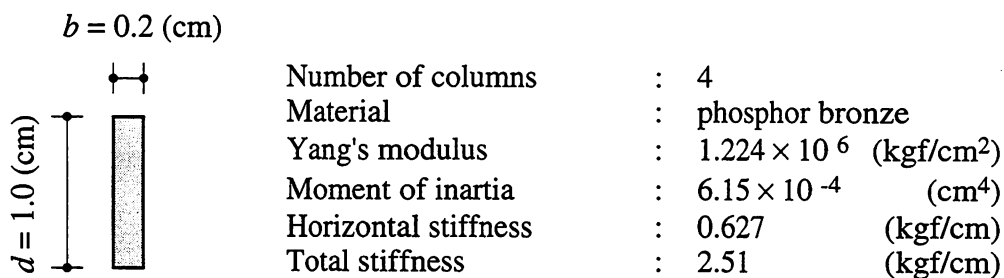 b = 0.2 (cm)
d = 1.0 (cm)
Number of columns : 4
Material : phosphor bronze
Yang's modulus : 1.224 × 10⁶ (kgf/cm²)
Moment of inartia : 6.15 × 10⁻⁴ (cm⁴)
Horizontal stiffness : 0.627 (kgf/cm)
Total stiffness : 2.51 (kgf/cm)